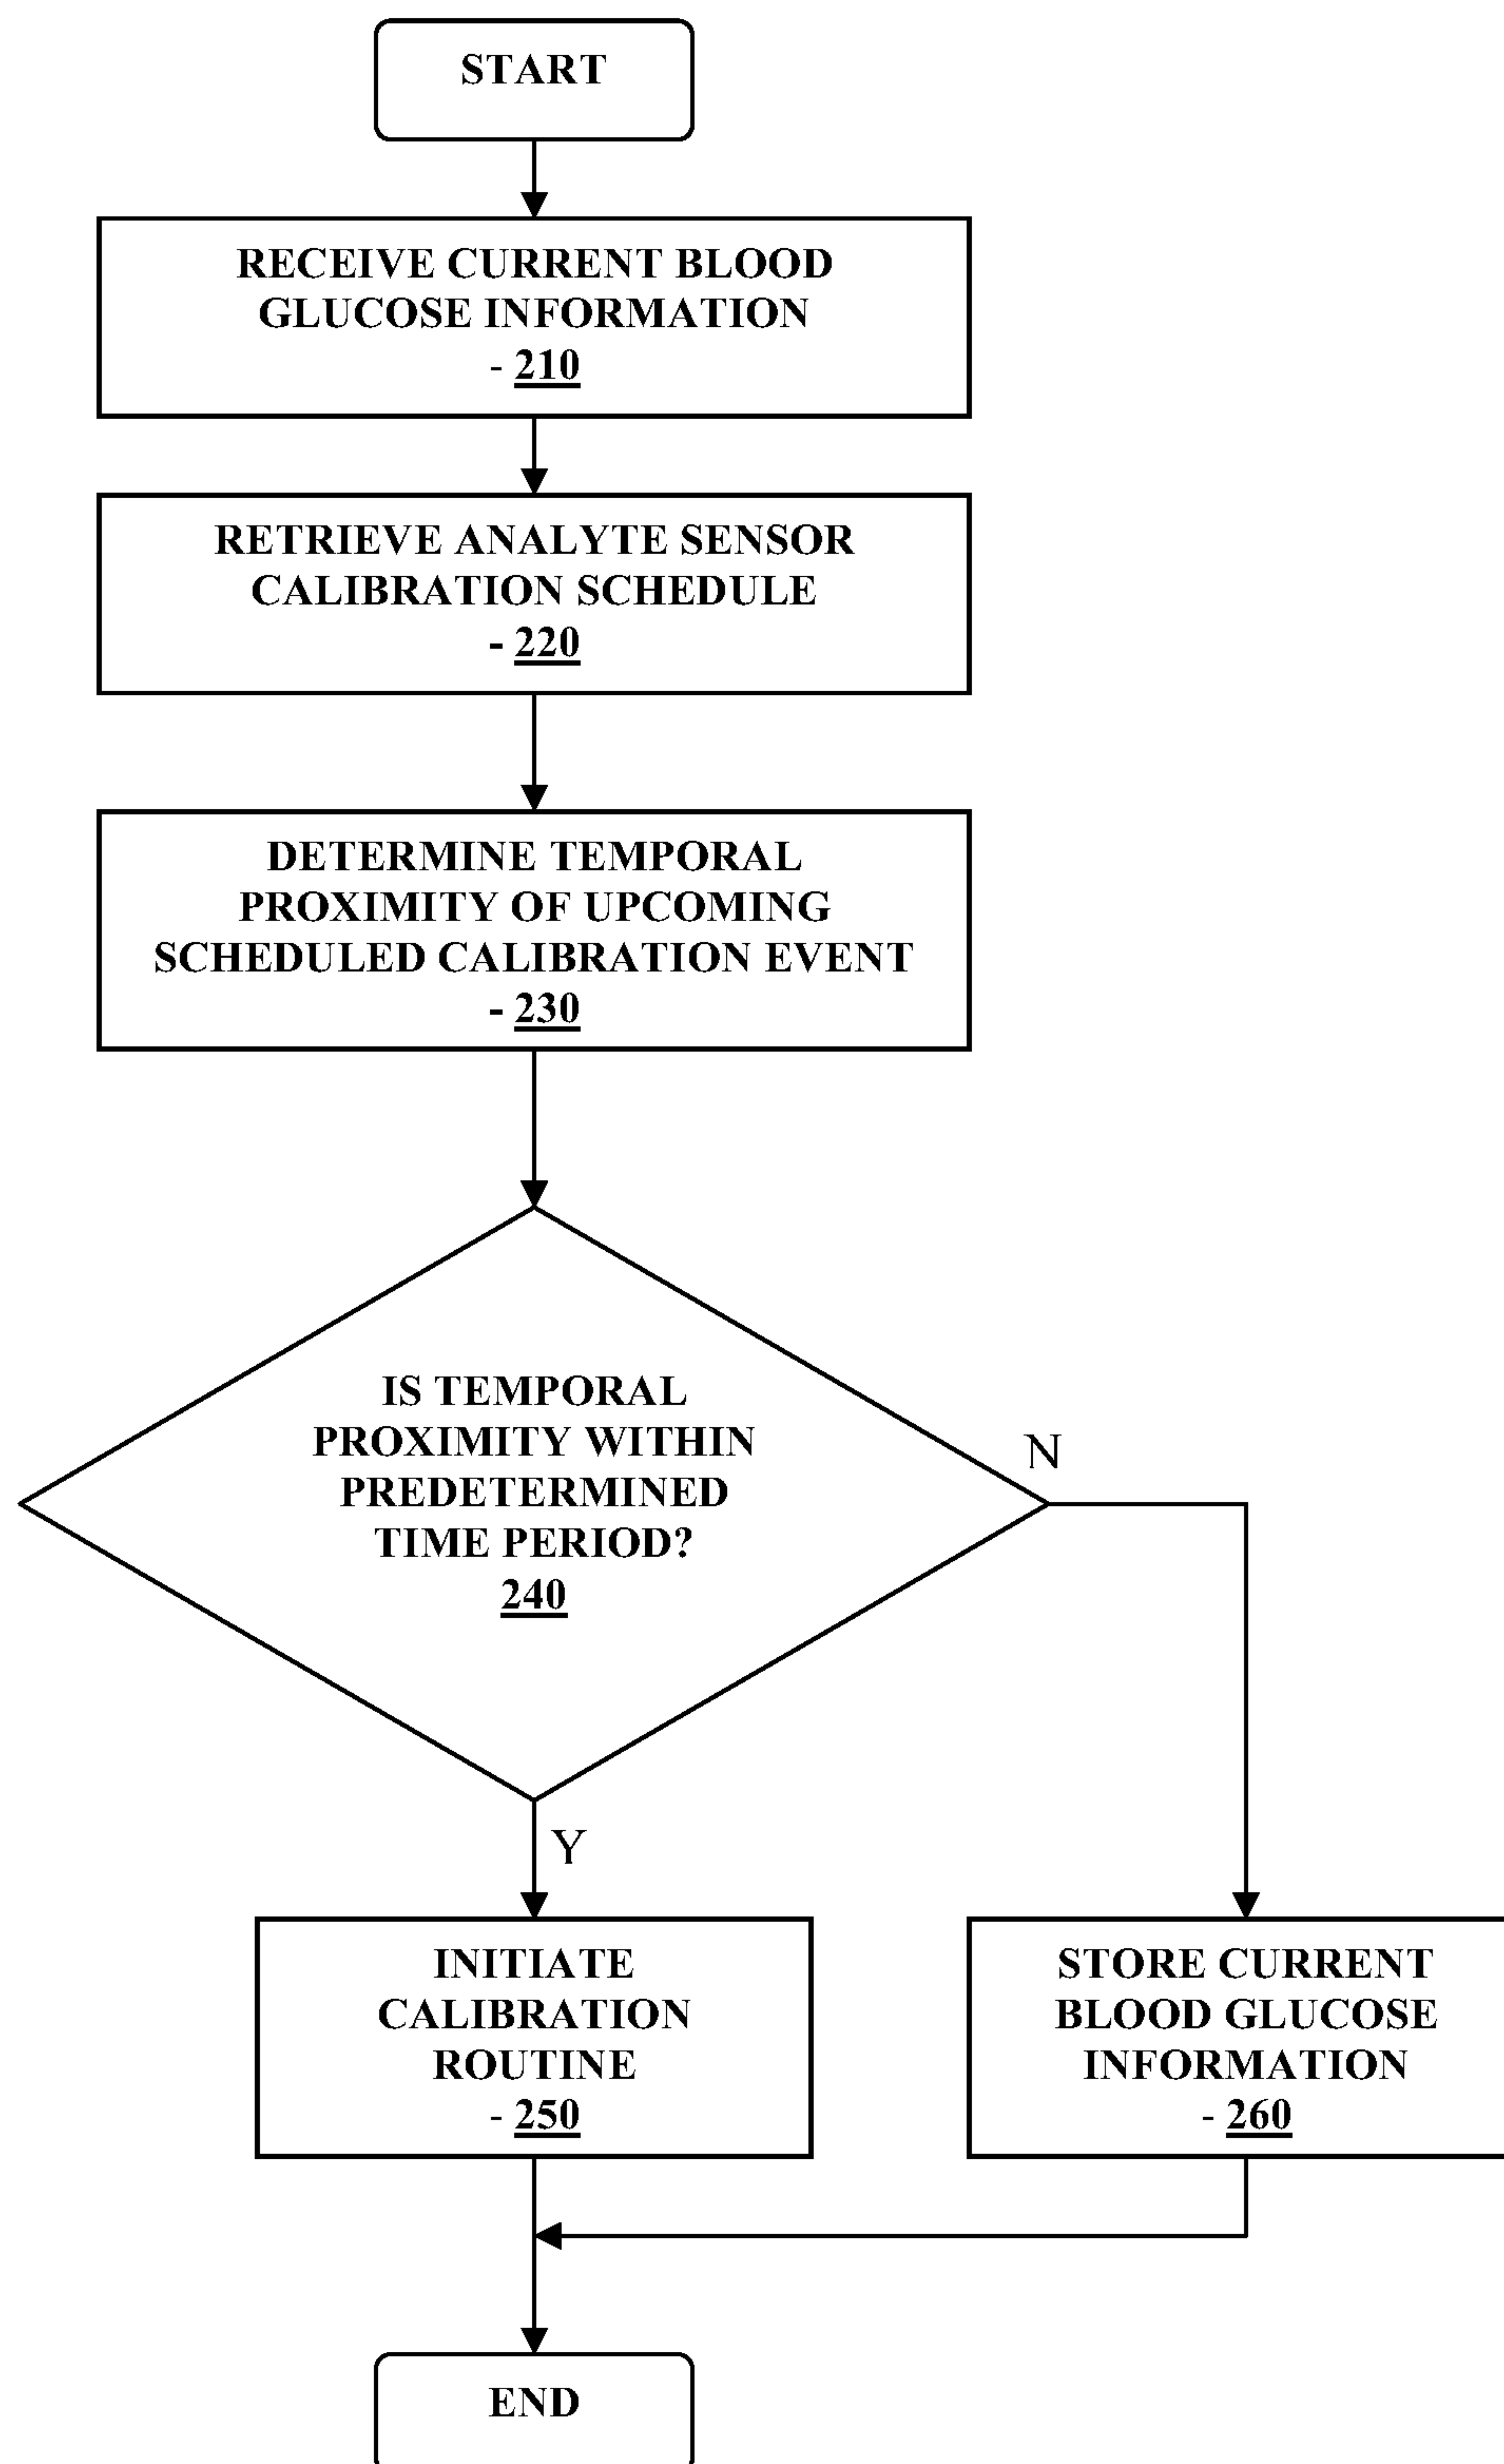 START
RECEIVE CURRENT BLOOD
GLUCOSE INFORMATION
- 210
RETRIEVE ANALYTE SENSOR
CALIBRATION SCHEDULE
- 220
DETERMINE TEMPORAL
PROXIMITY OF UPCOMING
SCHEDULED CALIBRATION EVENT
- 230
IS TEMPORAL
PROXIMITY WITHIN
PREDETERMINED
TIME PERIOD?
240
N
Y
INITIATE
CALIBRATION
ROUTINE
- 250
STORE CURRENT
BLOOD GLUCOSE
INFORMATION
- 260
END